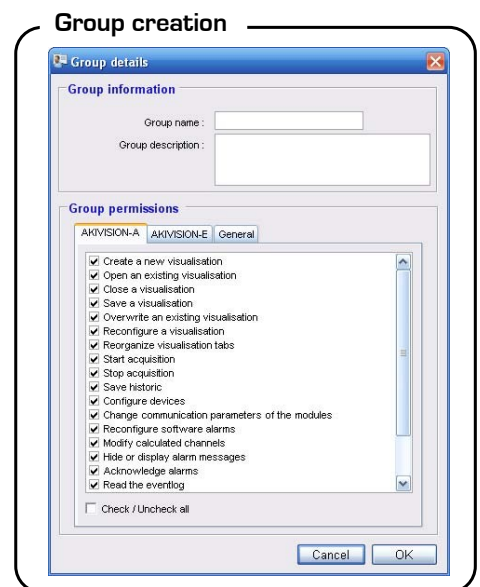 Group creation
Group details
Group information
Group name :
Group description :
Group permissions
AKIVISION-A AKIVISION-E General
Create a new visualisation
Open an existing visualisation
Close a visualisation
Save a visualisation
Overwrite an existing visualisation
Reconfigure a visualisation
Reorganize visualisation tabs
Start acquisition
Stop acquisition
Save historic
Configure devices
Change communication parameters of the modules
Reconfigure software alarms
Modify calculated channels
Hide or display alarm messages
Acknowledge alarms
Read the eventlog
Check / Uncheck all
Cancel OK